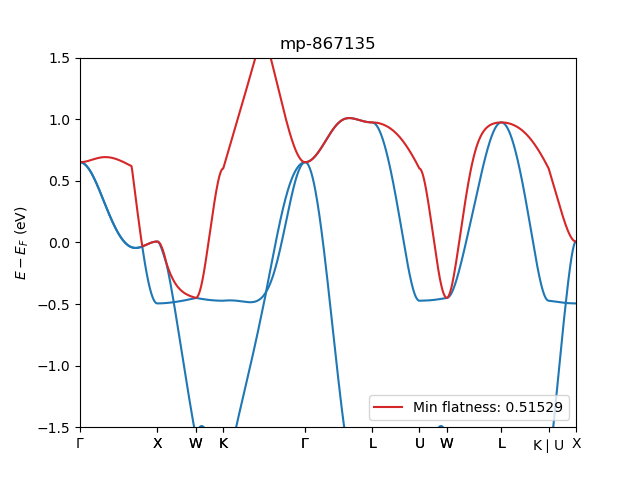 mp-867135
E − E_F (eV)
1.5
1.0
0.5
0.0
−0.5
−1.0
−1.5
Min flatness: 0.51529
Γ X W K Γ L U W L K | U X